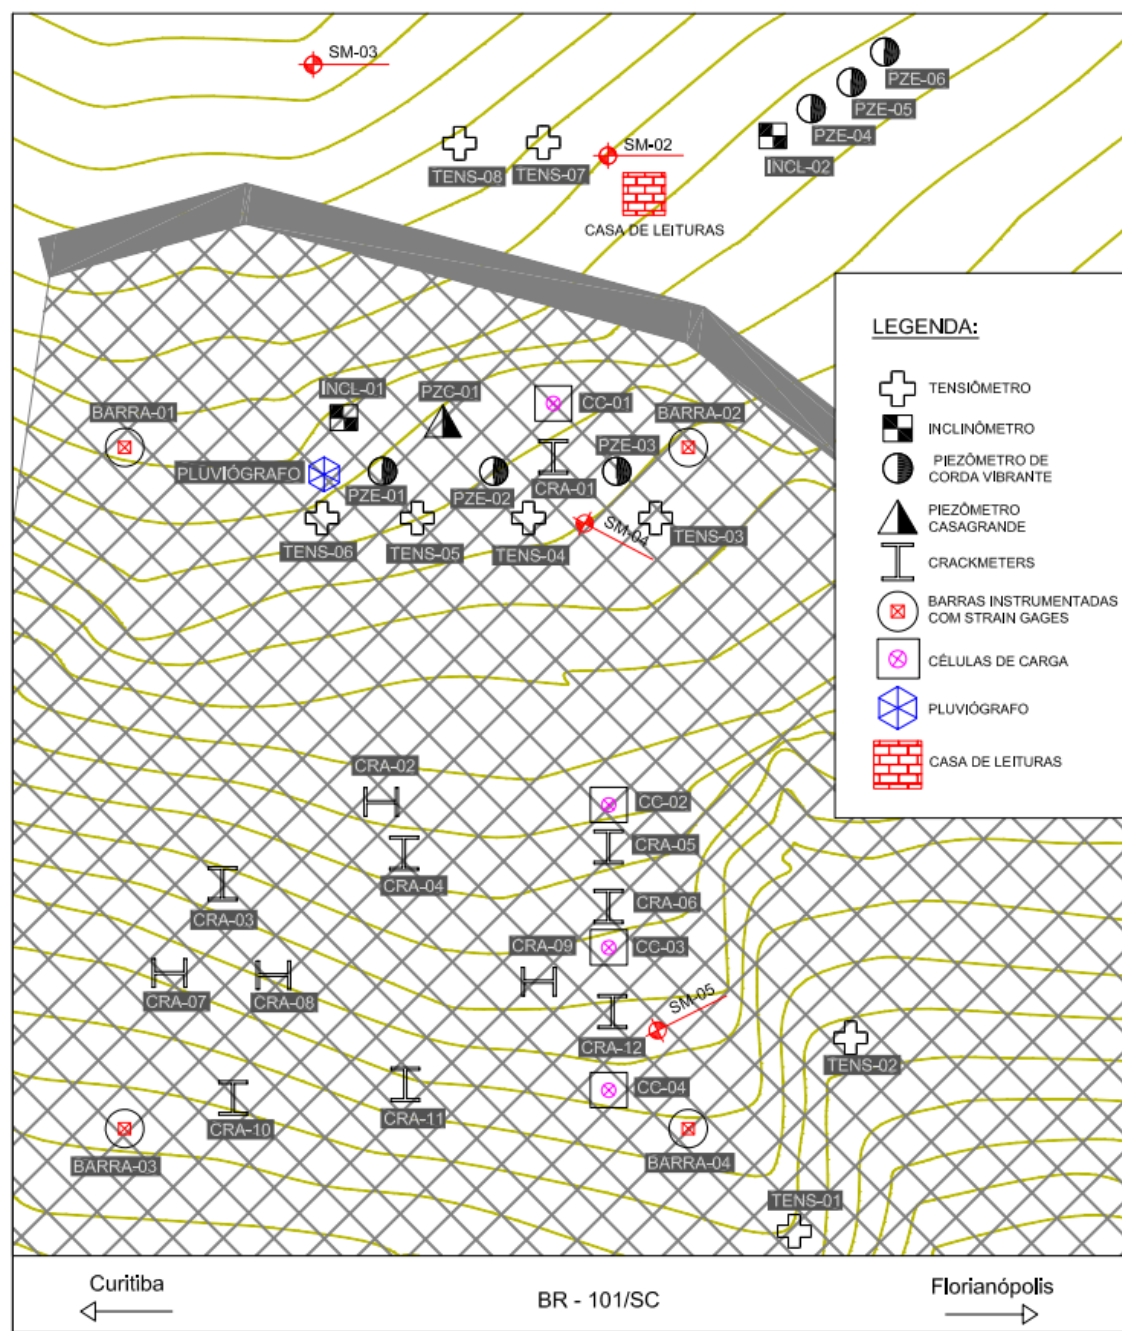 SM-03
PZE-06
PZE-05
PZE-04
SM-02
TENS-08
TENS-07
INCL-02
CASA DE LEITURAS
LEGENDA:
TENSIÔMETRO
INCLINÔMETRO
PIEZÔMETRO DE
CORDA VIBRANTE
PIEZÔMETRO
CASAGRANDE
CRACKMETERS
BARRAS INSTRUMENTADAS
COM STRAIN GAGES
CÉLULAS DE CARGA
PLUVIÓGRAFO
CASA DE LEITURAS
INCL-01
PZC-01
CC-01
BARRA-01
BARRA-02
PZE-03
PLUVIÓGRAFO
PZE-01
PZE-02
CRA-01
SM-04
TENS-06
TENS-05
TENS-04
TENS-03
CRA-02
CC-02
CRA-05
CRA-04
CRA-06
CRA-03
CRA-09
CC-03
CRA-07
CRA-08
SM-05
CRA-12
TENS-02
CC-04
CRA-11
CRA-10
BARRA-03
BARRA-04
TENS-01
Curitiba
BR - 101/SC
Florianópolis